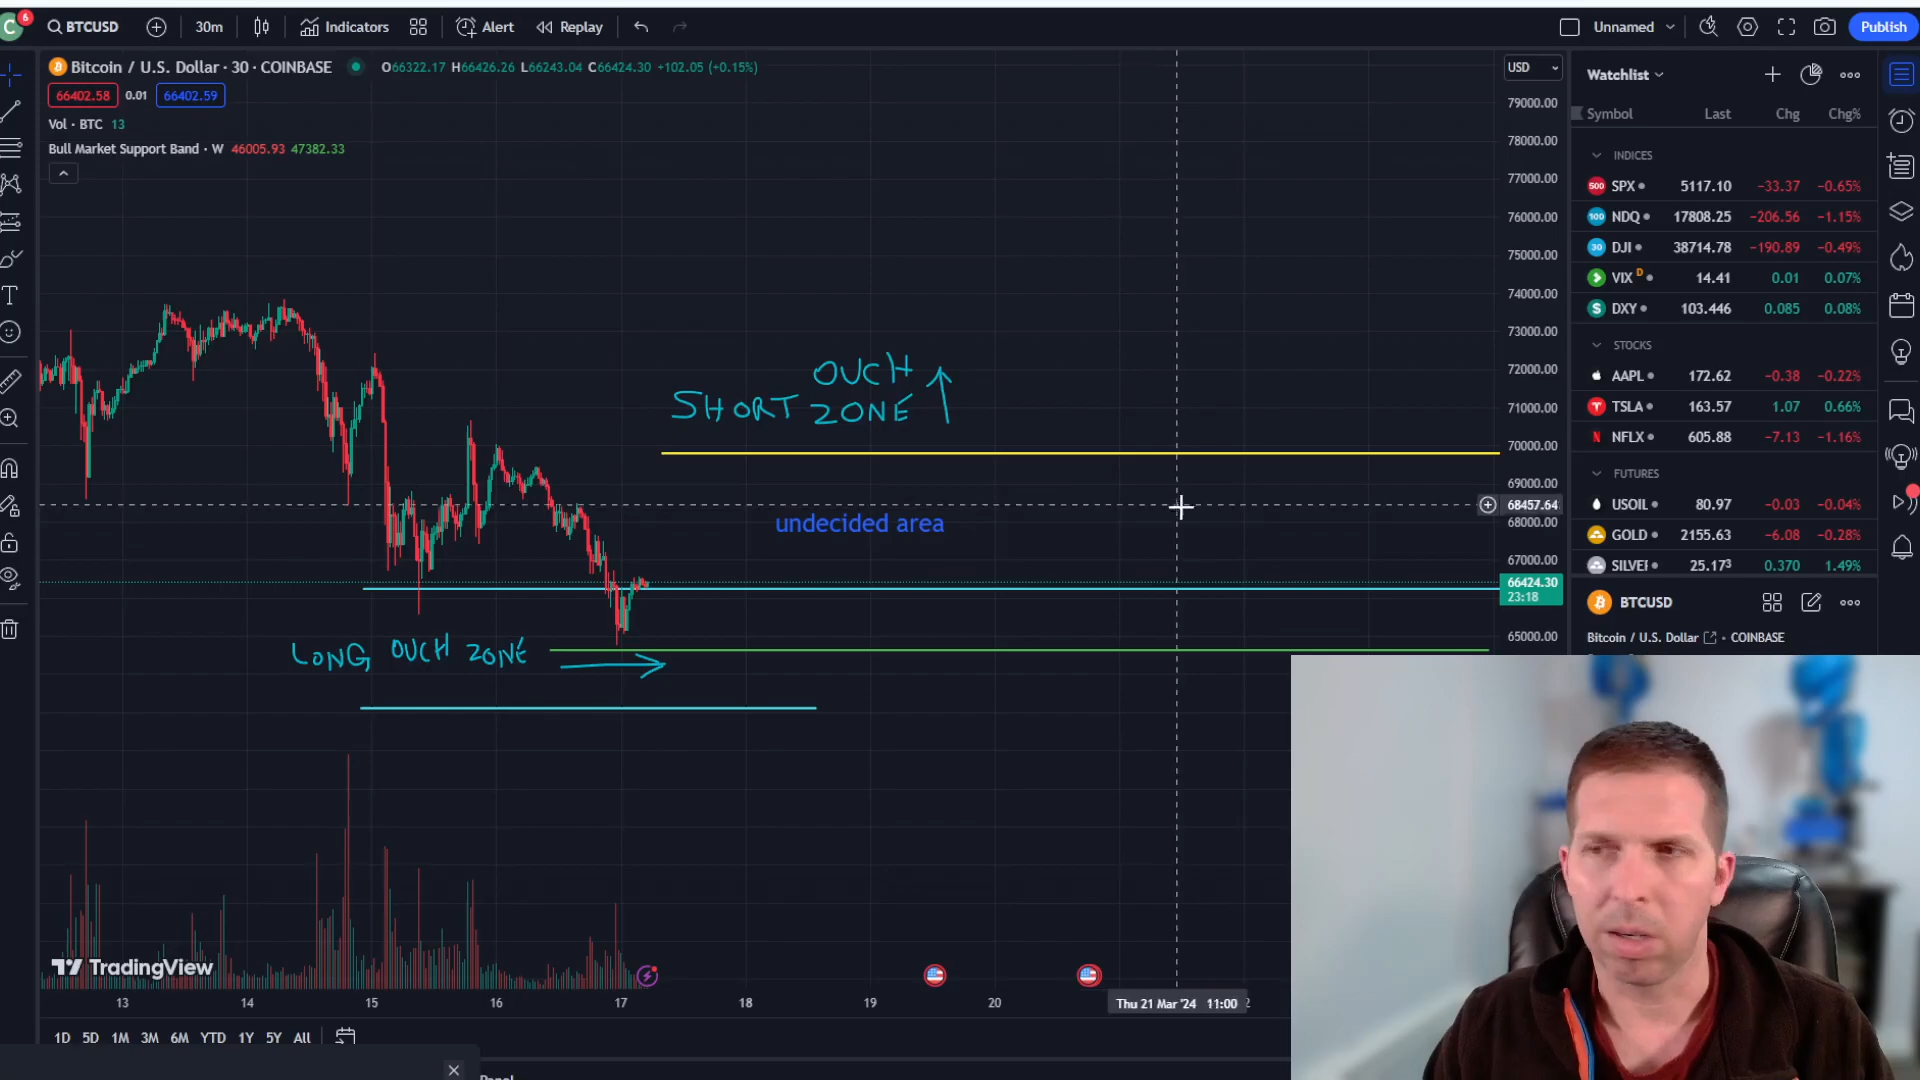 C 6 BTCUSD 30m Indicators Alert Replay Unnamed Publish
Bitcoin / U.S. Dollar · 30 · COINBASE O66322.17 H66426.26 L66243.04 C66424.30 +102.05 (+0.15%)
66402.58 0.01 66402.59
Vol · BTC 13
Bull Market Support Band · W 46005.93 47382.33
USD
79000.00
78000.00
77000.00
76000.00
75000.00
74000.00
73000.00
72000.00
71000.00
70000.00
69000.00
68457.64
68000.00
67000.00
66424.30
23:18
65000.00
OUCH
SHORT ZONE
undecided area
LONG OUCH ZONE
TradingView
13 14 15 16 17 18 19 20 Thu 21 Mar '24 11:00 2
1D 5D 1M 3M 6M YTD 1Y 5Y All
Watchlist
Symbol Last Chg Chg%
INDICES
500 SPX 5117.10 −33.37 −0.65%
100 NDQ 17808.25 −206.56 −1.15%
30 DJI 38714.78 −190.89 −0.49%
VIX D 14.41 0.01 0.07%
DXY 103.446 0.085 0.08%
STOCKS
AAPL 172.62 −0.38 −0.22%
TSLA 163.57 1.07 0.66%
NFLX 605.88 −7.13 −1.16%
FUTURES
USOIL 80.97 −0.03 −0.04%
GOLD 2155.63 −6.08 −0.28%
SILVER 25.17³ 0.370 1.49%
BTCUSD
Bitcoin / U.S. Dollar COINBASE